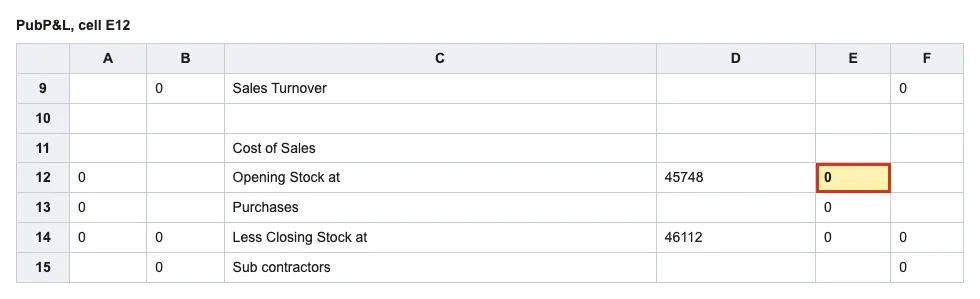 PubP&L, cell E12
A B C D E F
9 0 Sales Turnover 0
10
11 Cost of Sales
12 0 Opening Stock at 45748 0
13 0 Purchases 0
14 0 0 Less Closing Stock at 46112 0 0
15 0 Sub contractors 0